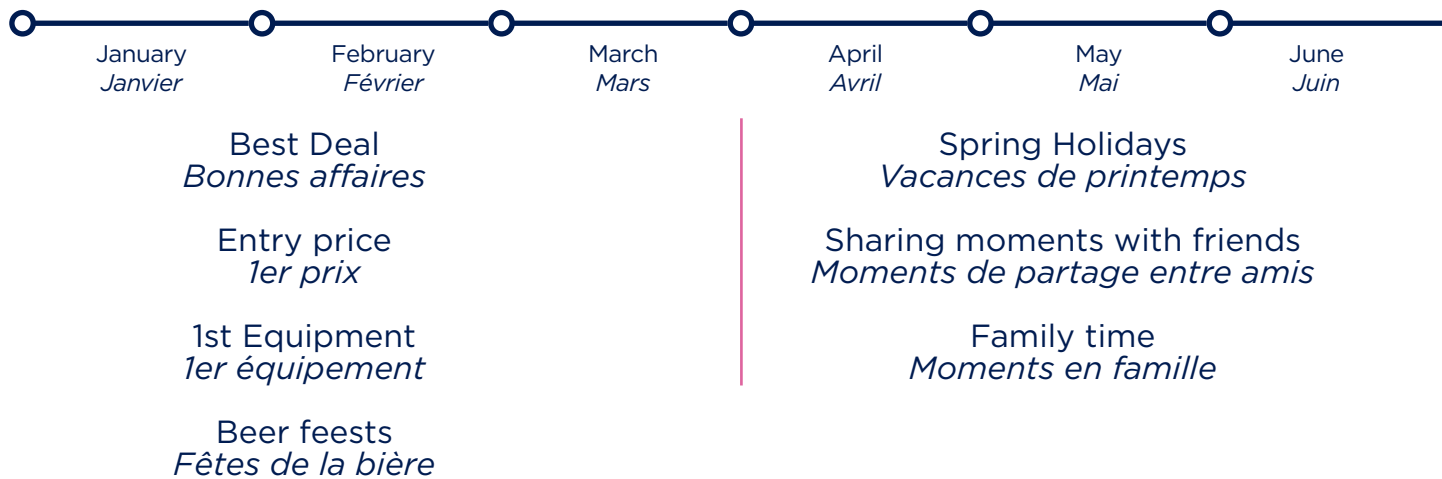 January
Janvier
February
Février
March
Mars
April
Avril
May
Mai
June
Juin
Best Deal
Bonnes affaires
Entry price
1er prix
1st Equipment
1er équipement
Beer feests
Fêtes de la bière
Spring Holidays
Vacances de printemps
Sharing moments with friends
Moments de partage entre amis
Family time
Moments en famille